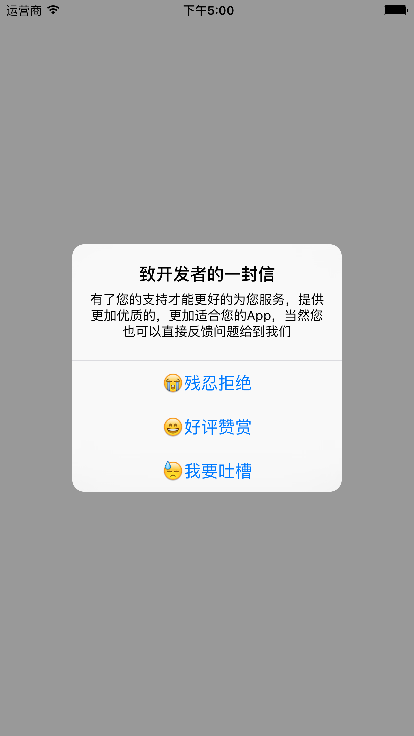 运营商 下午5:00
致开发者的一封信
有了您的支持才能更好的为您服务，提供
更加优质的，更加适合您的App，当然您
也可以直接反馈问题给到我们
😭残忍拒绝
😄好评赞赏
😓我要吐槽